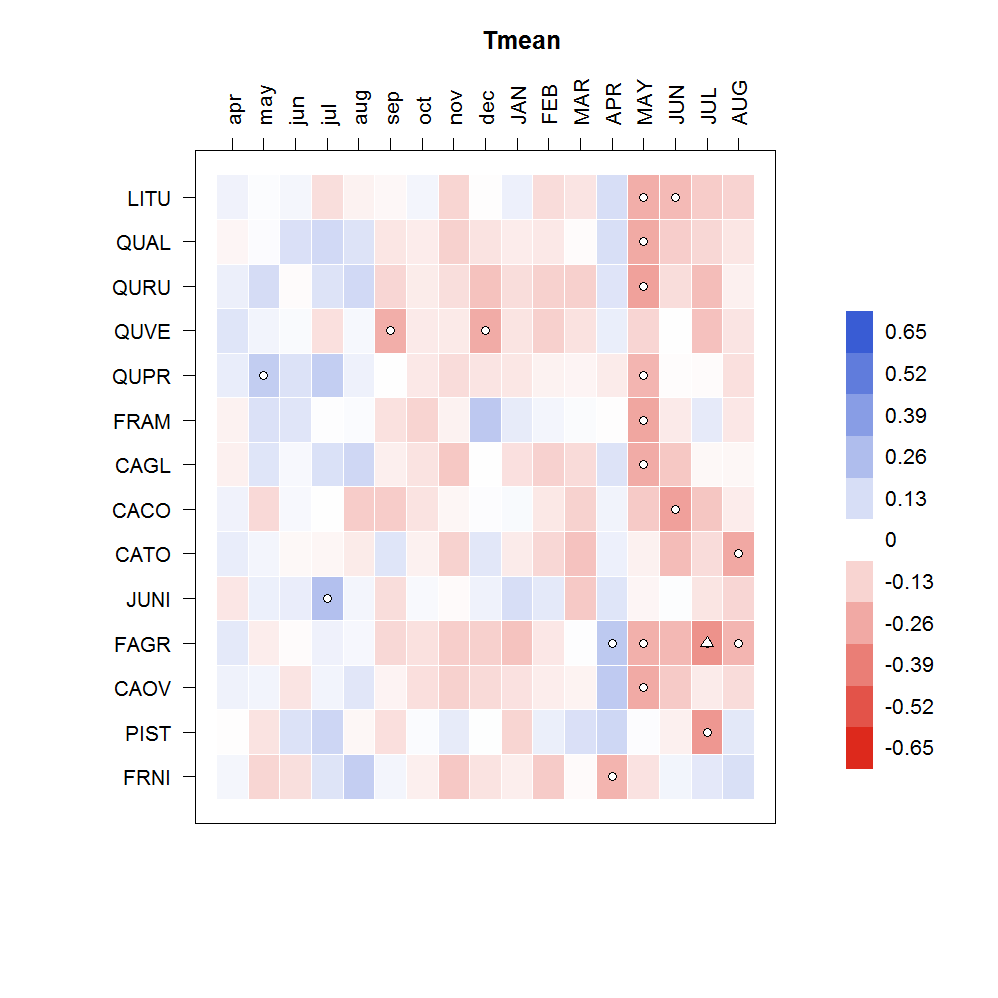 Tmean
apr may jun jul aug sep oct nov dec JAN FEB MAR APR MAY JUN JUL AUG
LITU
QUAL
QURU
QUVE
QUPR
FRAM
CAGL
CACO
CATO
JUNI
FAGR
CAOV
PIST
FRNI
0.65
0.52
0.39
0.26
0.13
0
-0.13
-0.26
-0.39
-0.52
-0.65